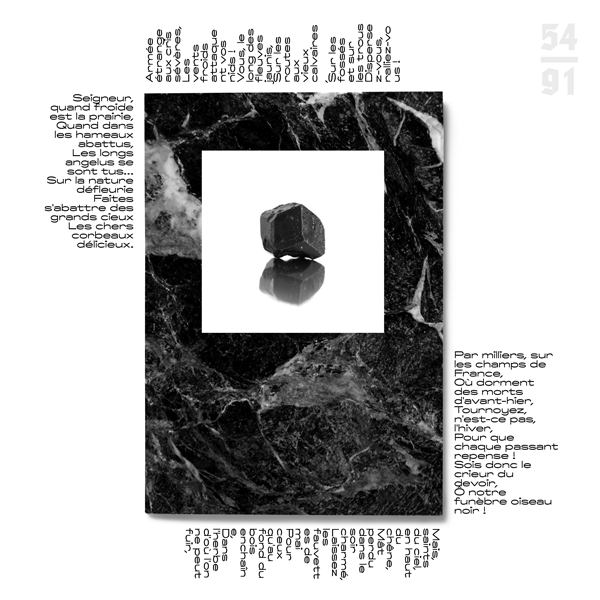 54
91
Seigneur,
quand froide
est la prairie,
Quand dans
les hameaux
abattus,
Les longs
angelus se
sont tus...
Sur la nature
défleurie
Faites
s'abattre des
grands cieux
Les chers
corbeaux
délicieux.
Armée
étrange
aux cris
sévères,
Les
vents
froids
attaque
nt vos
nids !
Vous, le
long des
fleuves
jaunis,
Sur les
routes
aux
vieux
calvaires
,
Sur les
fossés
et sur
les trous
Disperse
z-vous,
ralliez-vo
us !
Par milliers, sur
les champs de
France,
Où dorment
des morts
d'avant-hier,
Tournoyez,
n'est-ce pas,
l'hiver,
Pour que
chaque passant
repense !
Sois donc le
crieur du
devoir,
Ô notre
funèbre oiseau
noir !
Mais,
saints
du ciel,
en haut
du
chêne,
Mât
perdu
dans le
soir
charmé,
Laissez
les
fauvett
es de
mai
Pour
ceux
qu'au
fond du
bois
enchaîn
e,
Dans
l'herbe
d'où l'on
ne peut
fuir,